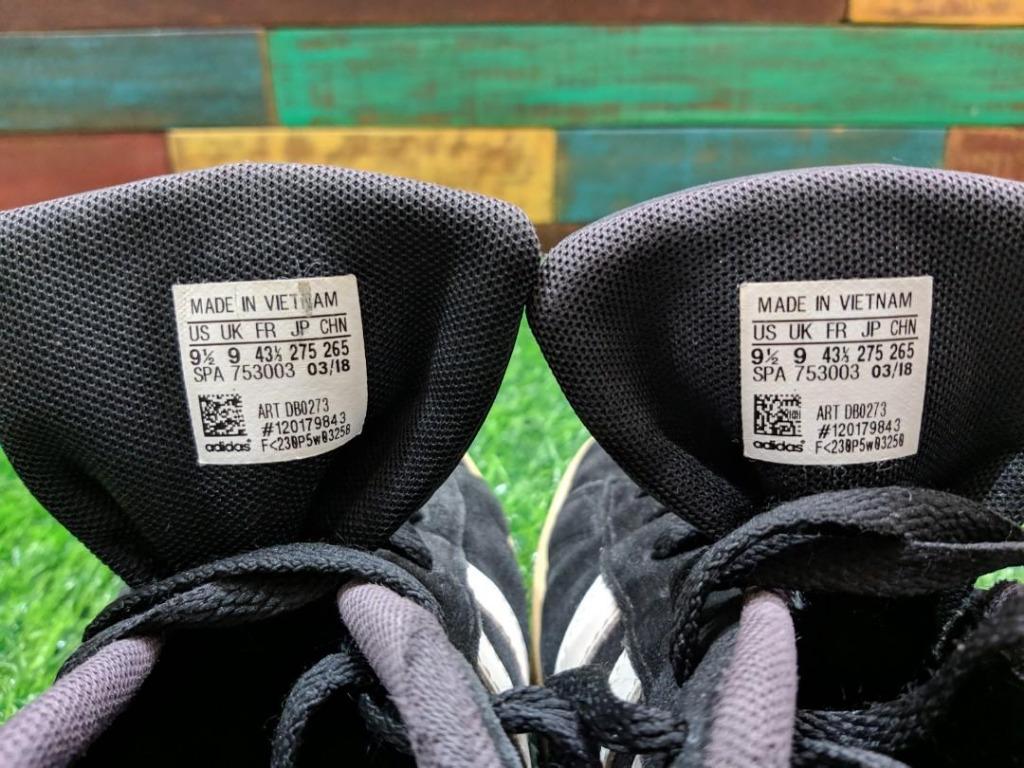 MADE IN VIETNAM
US UK FR JP CHN
9½ 9 43⅓ 275 265
SPA 753003 03/18
ART DB0273
#120179843
adidas F<230P5w03258
MADE IN VIETNAM
US UK FR JP CHN
9½ 9 43⅓ 275 265
SPA 753003 03/18
ART DB0273
#120179843
adidas F<230P5w03258